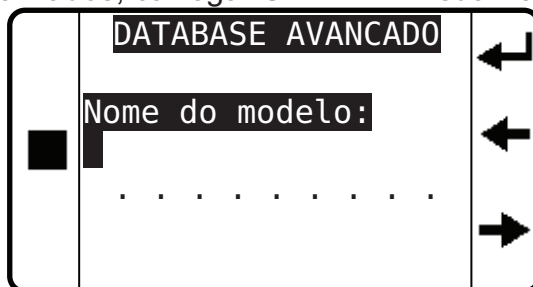 DATABASE AVANCADO
Nome do modelo:
. . . . . . . . .